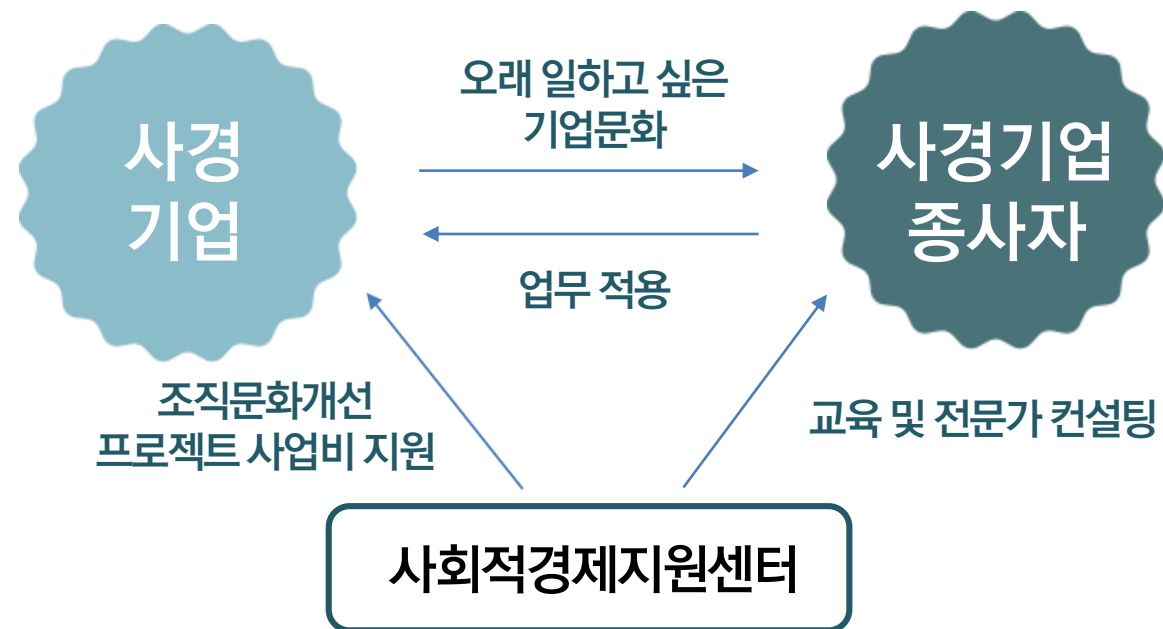 사경
기업
오래 일하고 싶은
기업문화
사경기업
종사자
업무 적용
조직문화개선
프로젝트 사업비 지원
교육 및 전문가 컨설팅
사회적경제지원센터